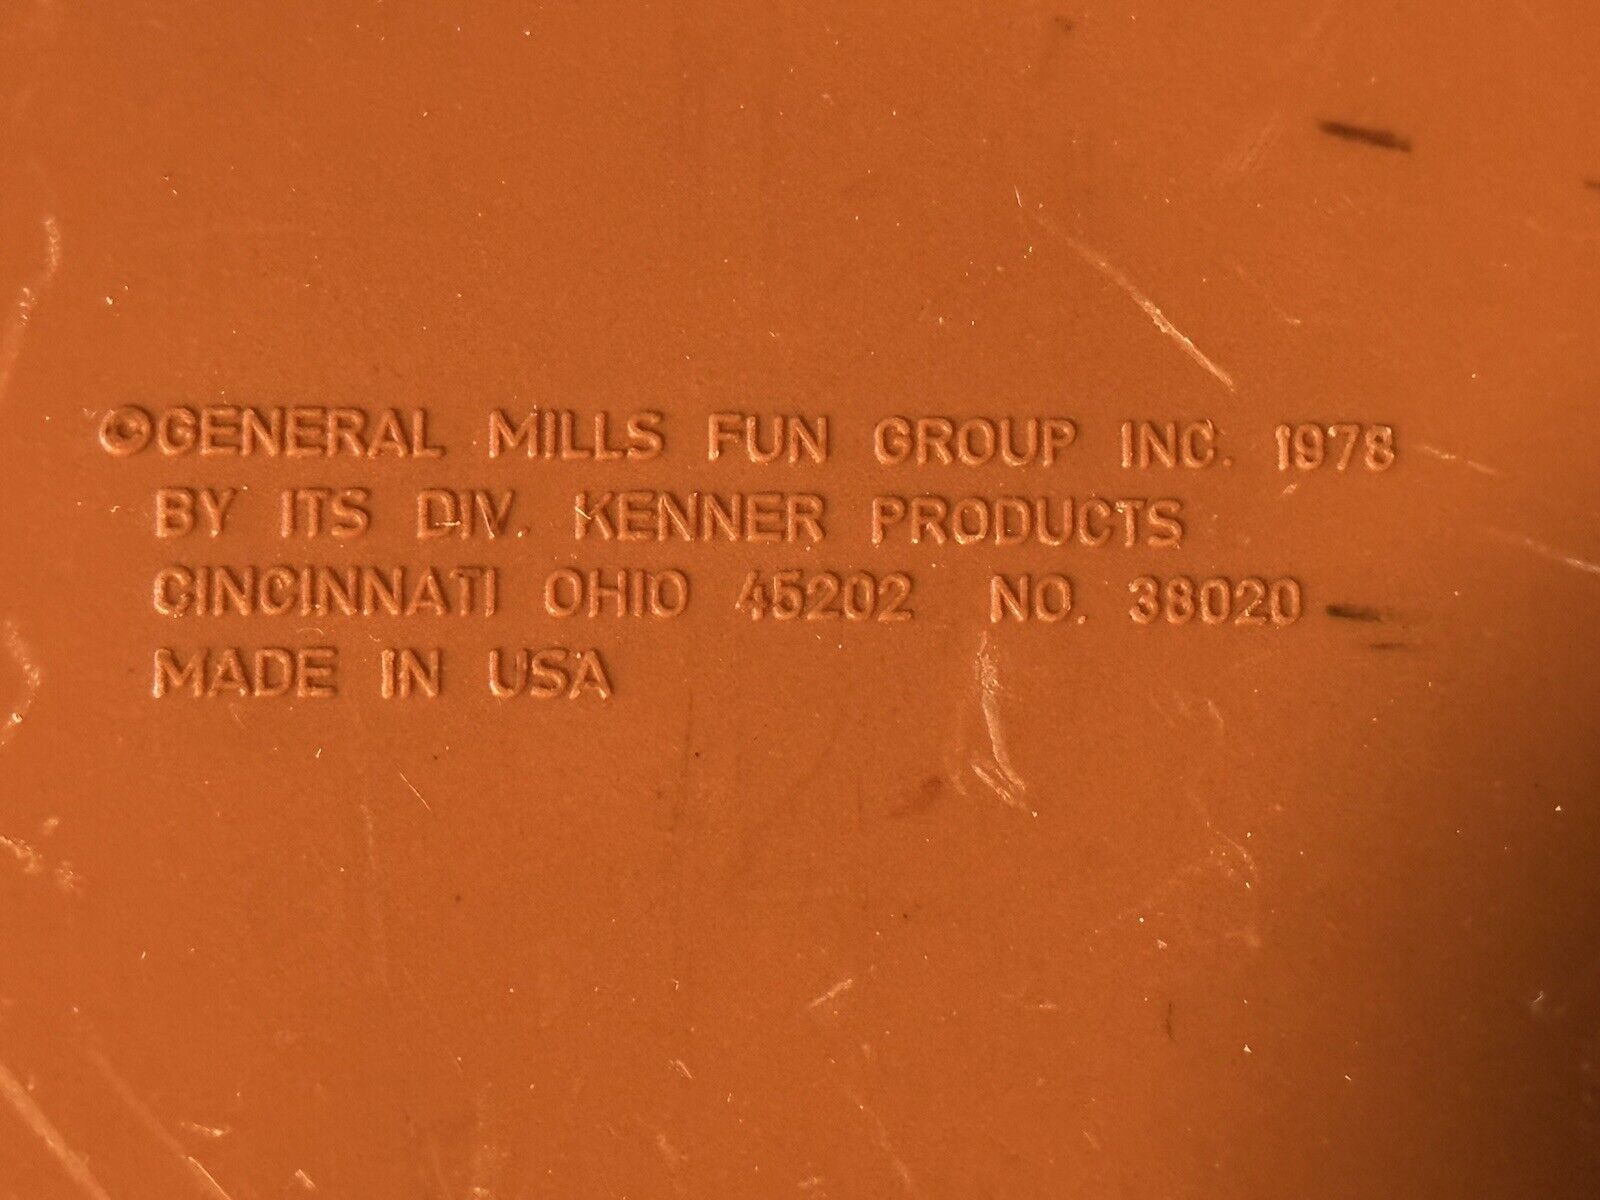 ©GENERAL MILLS FUN GROUP INC. 1978
BY ITS DIV. KENNER PRODUCTS
CINCINNATI OHIO 45202 NO. 38020
MADE IN USA